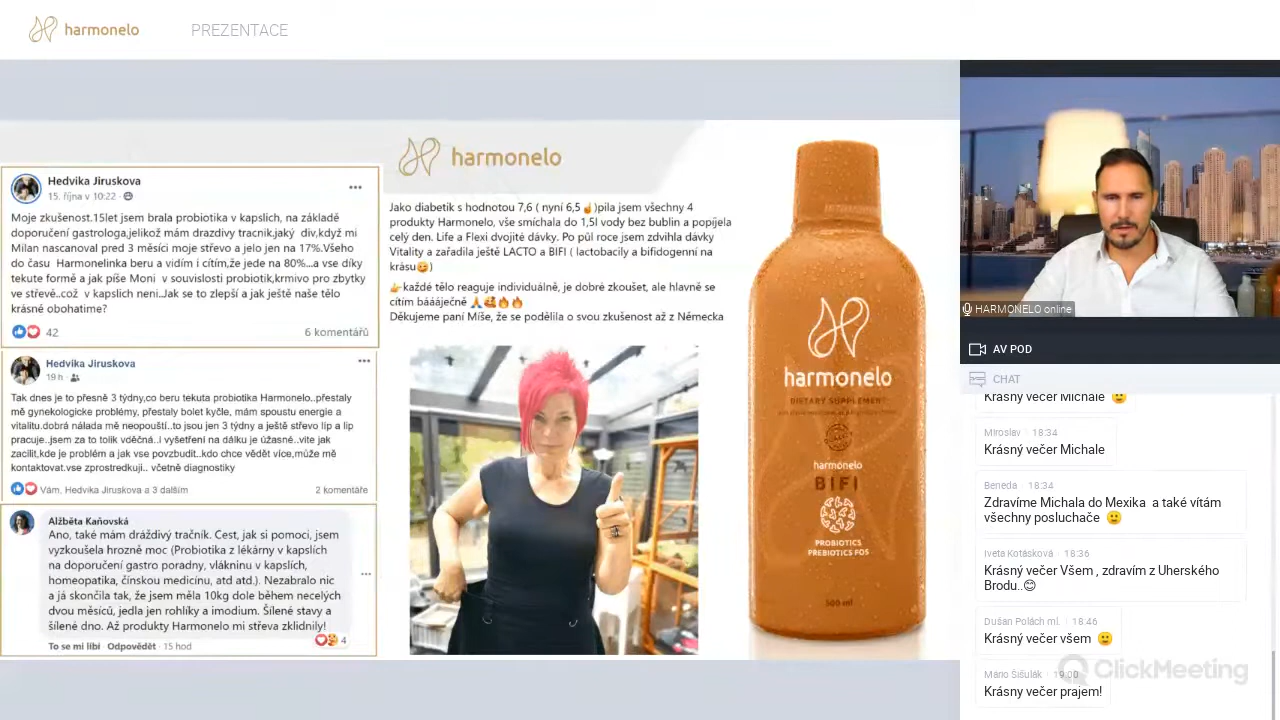 harmonelo
PREZENTACE
harmonelo
Hedvika Jiruskova
15. října v 10:22
Moje zkušenost.15let jsem brala probiotika v kapslich, na základé
doporučení gastrologa,jelikož mám drazdivy tracnik.jaký div,když mi
Milan nascanoval pred 3 měsíci moje střevo a jelo jen na 17%.Všeho
do času Harmonelinka beru a vidím i cítím,že jede na 80%...a vse díky
tekute formě a jak píše Moni v souvislosti probiotik,krmivo pro zbytky
ve střevě..což v kapslich neni..Jak se to zlepší a jak ještě naše tělo
krásné obohatime?
42
6 komentářů
Hedvika Jiruskova
19 h
Tak dnes je to přesně 3 týdny,co beru tekuta probiotika Harmonelo..přestaly
mě gynekologicke problémy, přestaly bolet kyčle, mám spoustu energie a
vitalitu.dobrá nálada mě neopouští..to jsou jen 3 týdny a ještě střevo líp a líp
pracuje..jsem za to tolik vděčná..i vyšetření na dálku je úžasné..víte jak
zacílit,kde je problém a jak vse povzbudit..kdo chce vědět více,může mě
kontaktovat.vse zprostredkuji.. včetně diagnostiky
Vám, Hedvika Jiruskova a 3 dalším
2 komentáře
Alžběta Kaňovská
Ano, také mám dráždivý tračník. Cest, jak si pomoci, jsem
vyzkoušela hrozně moc (Probiotika z lékárny v kapslích
na doporučení gastro poradny, vlákninu v kapslích,
homeopatika, čínskou medicínu, atd atd.). Nezabralo nic
a já skončila tak, že jsem měla 10kg dole během necelých
dvou měsíců, jedla jen rohlíky a imodium. Šílené stavy a
šílené dno. Až produkty Harmonelo mi střeva zklidnily!
4
To se mi líbí Odpovědět · 15 hod
Jako diabetik s hodnotou 7,6 ( nyní 6,5 ☝️)pila jsem všechny 4
produkty Harmonelo, vše smíchala do 1,5l vody bez bublin a popíjela
celý den. Life a Flexi dvojité dávky. Po půl roce jsem zdvihla dávky
Vitality a zařadila ještě LACTO a BIFI ( lactobacily a bifidogenní na
krásu😋)
👉každé tělo reaguje individuálně, je dobré zkoušet, ale hlavně se
cítím báááječně 🙏🥰🔥🔥
Děkujeme paní Míše, že se podělila o svou zkušenost až z Německa
harmonelo
DIETARY SUPPLEMENT
harmonelo
BIFI
PROBIOTICS
PREBIOTICS FOS
500 ml
HARMONELO online
AV POD
CHAT
Krásný večer Michale 🙂
Miroslav · 18:34
Krásný večer Michale
Beneda · 18:34
Zdravíme Michala do Mexika a také vítám
všechny posluchače 🙂
Iveta Kotásková · 18:36
Krásný večer Všem , zdravím z Uherského
Brodu..😊
Dušan Polách ml. · 18:46
Krásný večer všem 🙂
ClickMeeting
Mário Šišulák · 19:00
Krásny večer prajem!